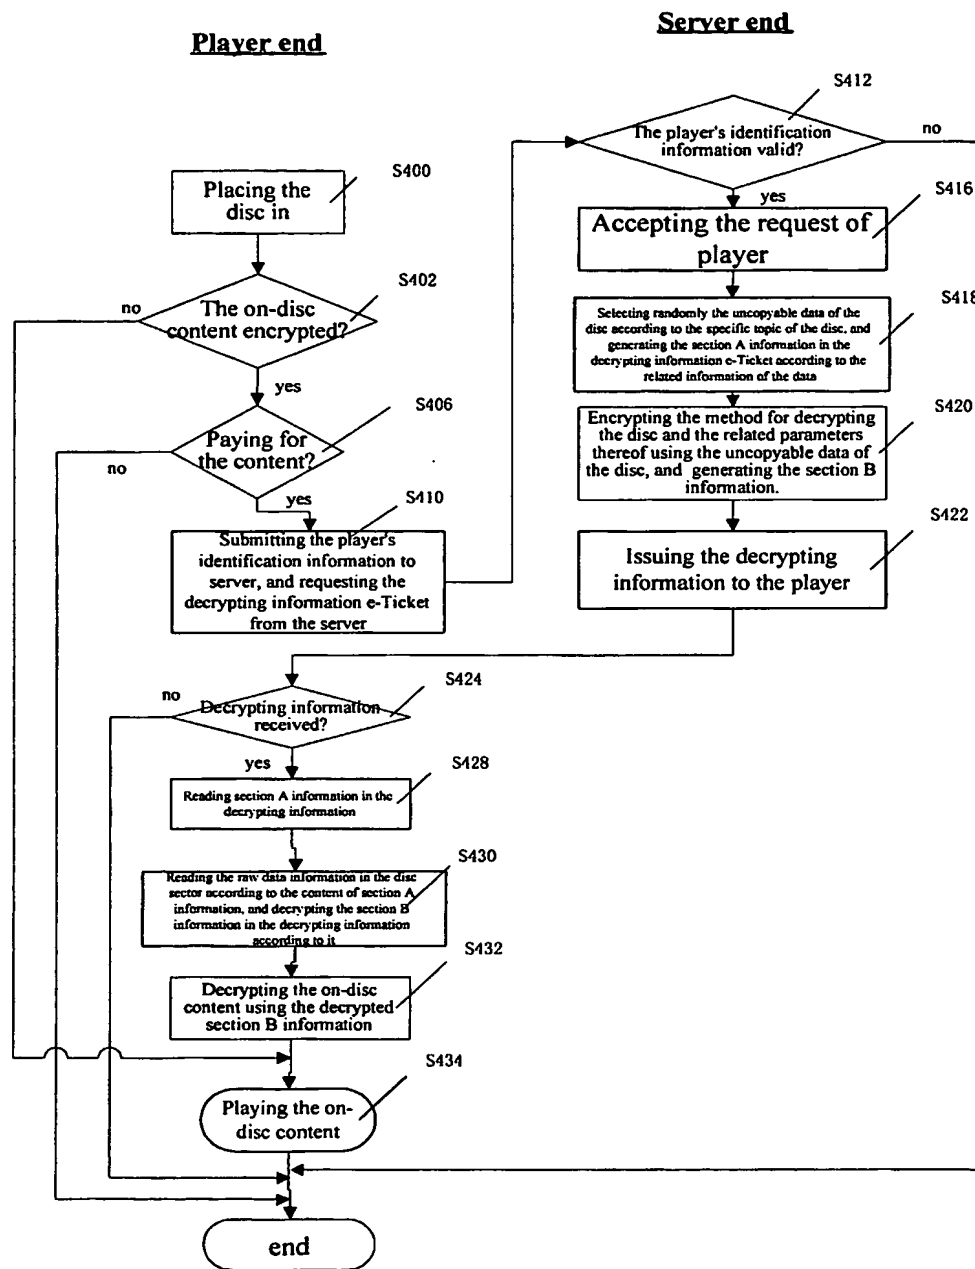 Player end
Server end
S412
The player's identification
information valid?
no
yes
S400
Placing the
disc in
S416
Accepting the request of
player
S402
no
The on-disc
content encrypted?
yes
S418
Selecting randomly the uncopyable data of the
disc according to the specific topic of the disc, and
generating the section A information in the
decrypting information e-Ticket according to the
related information of the data
S406
Paying for
the content?
no
yes
S420
Encrypting the method for decrypting
the disc and the related parameters
thereof using the uncopyable data of
the disc, and generating the section B
information.
S410
Submitting the player's
identification information to
server, and requesting the
decrypting information e-Ticket
from the server
S422
Issuing the decrypting
information to the player
S424
no
Decrypting information
received?
yes
S428
Reading section A information in the
decrypting information
S430
Reading the raw data information in the disc
sector according to the content of section A
information, and decrypting the section B
information in the decrypting information
according to it
S432
Decrypting the on-disc
content using the decrypted
section B information
S434
Playing the on-
disc content
end